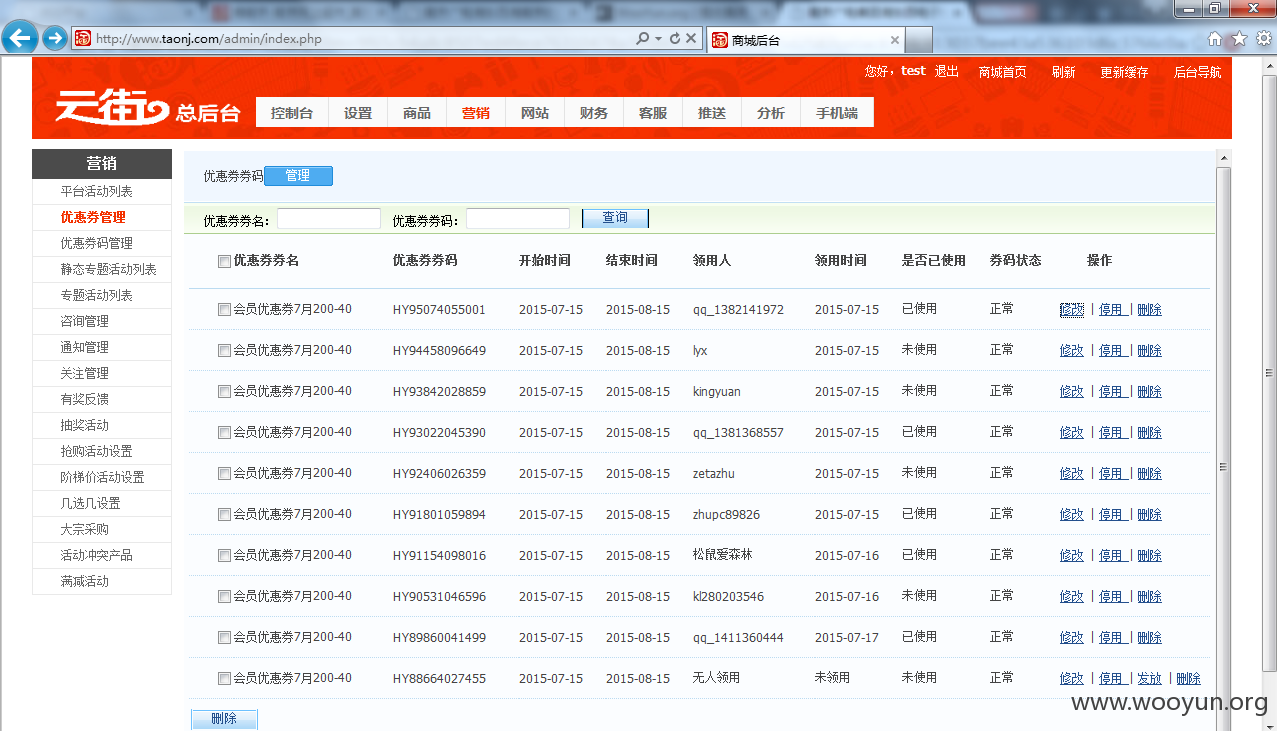 http://www.taonj.com/admin/index.php
商城后台
您好，test 退出 商城首页 刷新 更新缓存 后台导航
云街 总后台
控制台 设置 商品 营销 网站 财务 客服 推送 分析 手机端
营销
平台活动列表
优惠券管理
优惠券码管理
静态专题活动列表
专题活动列表
咨询管理
通知管理
关注管理
有奖反馈
抽奖活动
抢购活动设置
阶梯价活动设置
几选几设置
大宗采购
活动冲突产品
满减活动
优惠券券码 管理
优惠券券名： 优惠券券码： 查询
优惠券券名 优惠券券码 开始时间 结束时间 领用人 领用时间 是否已使用 券码状态 操作
会员优惠券7月200-40 HY95074055001 2015-07-15 2015-08-15 qq_1382141972 2015-07-15 已使用 正常 修改 | 停用 | 删除
会员优惠券7月200-40 HY94458096649 2015-07-15 2015-08-15 lyx 2015-07-15 未使用 正常 修改 | 停用 | 删除
会员优惠券7月200-40 HY93842028859 2015-07-15 2015-08-15 kingyuan 2015-07-15 未使用 正常 修改 | 停用 | 删除
会员优惠券7月200-40 HY93022045390 2015-07-15 2015-08-15 qq_1381368557 2015-07-15 已使用 正常 修改 | 停用 | 删除
会员优惠券7月200-40 HY92406026359 2015-07-15 2015-08-15 zetazhu 2015-07-15 未使用 正常 修改 | 停用 | 删除
会员优惠券7月200-40 HY91801059894 2015-07-15 2015-08-15 zhupc89826 2015-07-15 已使用 正常 修改 | 停用 | 删除
会员优惠券7月200-40 HY91154098016 2015-07-15 2015-08-15 松鼠爱森林 2015-07-16 已使用 正常 修改 | 停用 | 删除
会员优惠券7月200-40 HY90531046596 2015-07-15 2015-08-15 kl280203546 2015-07-16 未使用 正常 修改 | 停用 | 删除
会员优惠券7月200-40 HY89860041499 2015-07-15 2015-08-15 qq_1411360444 2015-07-17 已使用 正常 修改 | 停用 | 删除
会员优惠券7月200-40 HY88664027455 2015-07-15 2015-08-15 无人领用 未领用 未使用 正常 修改 | 停用 | 发放 | 删除
删除
www.wooyun.org